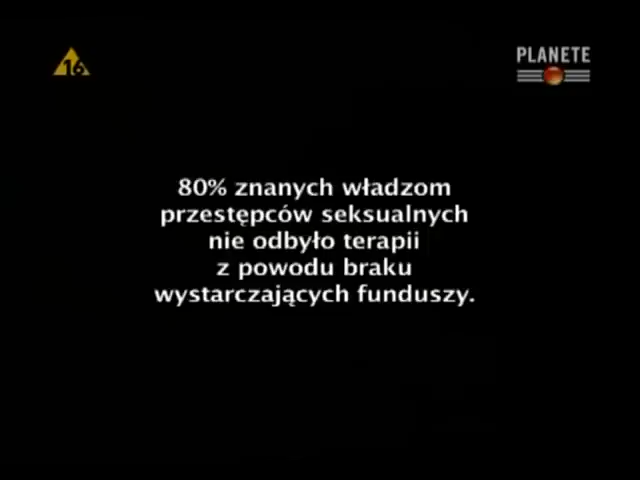 16
PLANETE
80% znanych władzom
przestępców seksualnych
nie odbyło terapii
z powodu braku
wystarczających funduszy.